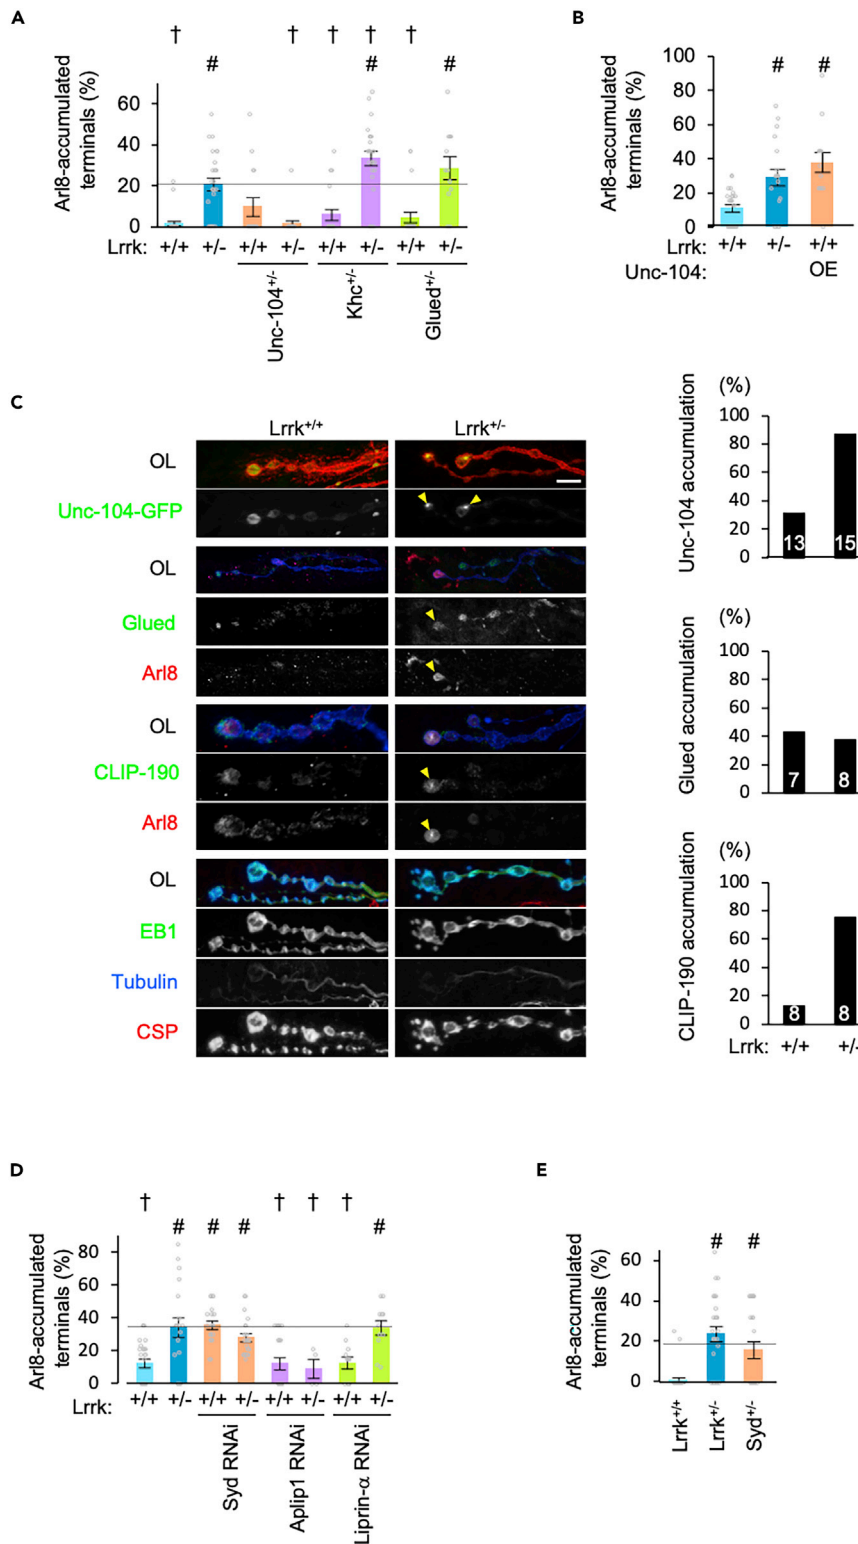 A
† † † † †
# # #
Arl8-accumulated
terminals (%)
60
40
20
0
Lrrk: +/+ +/- +/+ +/- +/+ +/- +/+ +/-
Unc-104+/-
Khc+/-
Glued+/-
B
# #
Arl8-accumulated
terminals (%)
100
80
60
40
20
0
Lrrk: +/+ +/- +/+
Unc-104: OE
C
Lrrk+/+ Lrrk+/-
OL
Unc-104-GFP
OL
Glued
Arl8
OL
CLIP-190
Arl8
OL
EB1
Tubulin
CSP
(%)
Unc-104 accumulation
100
80
60
40
20
0
13 15
(%)
Glued accumulation
100
80
60
40
20
0
7 8
(%)
CLIP-190 accumulation
100
80
60
40
20
0
8 8
Lrrk: +/+ +/-
D
† † † †
# # # #
Arl8-accumulated
terminals (%)
80
60
40
20
0
Lrrk: +/+ +/- +/+ +/- +/+ +/- +/+ +/-
Syd RNAi
Aplip1 RNAi
Liprin-α RNAi
E
# #
Arl8-accumulated
terminals (%)
60
40
20
0
Lrrk+/+
Lrrk+/-
Syd+/-